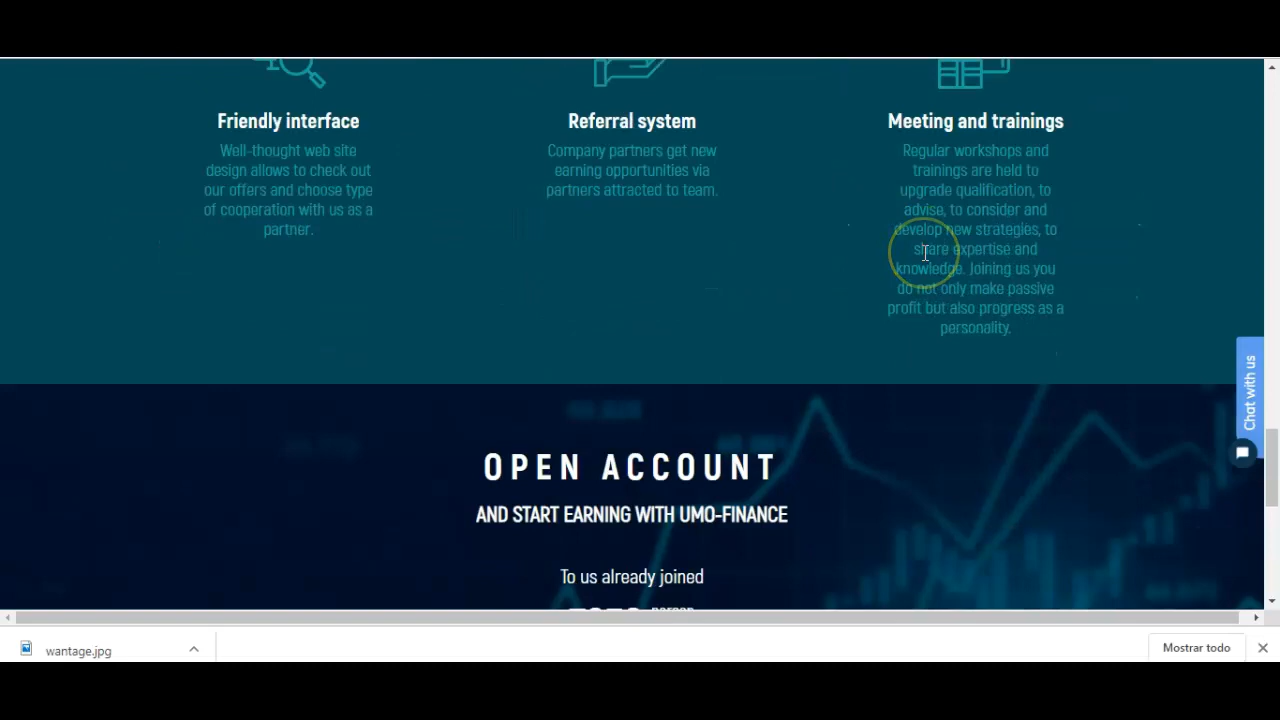 Friendly interface
Well-thought web site
design allows to check out
our offers and choose type
of cooperation with us as a
partner.
Referral system
Company partners get new
earning opportunities via
partners attracted to team.
Meeting and trainings
Regular workshops and
trainings are held to
upgrade qualification, to
advise, to consider and
develop new strategies, to
share expertise and
knowledge. Joining us you
do not only make passive
profit but also progress as a
personality.
Chat with us
OPEN ACCOUNT
AND START EARNING WITH UMO-FINANCE
To us already joined
wantage.jpg
Mostrar todo